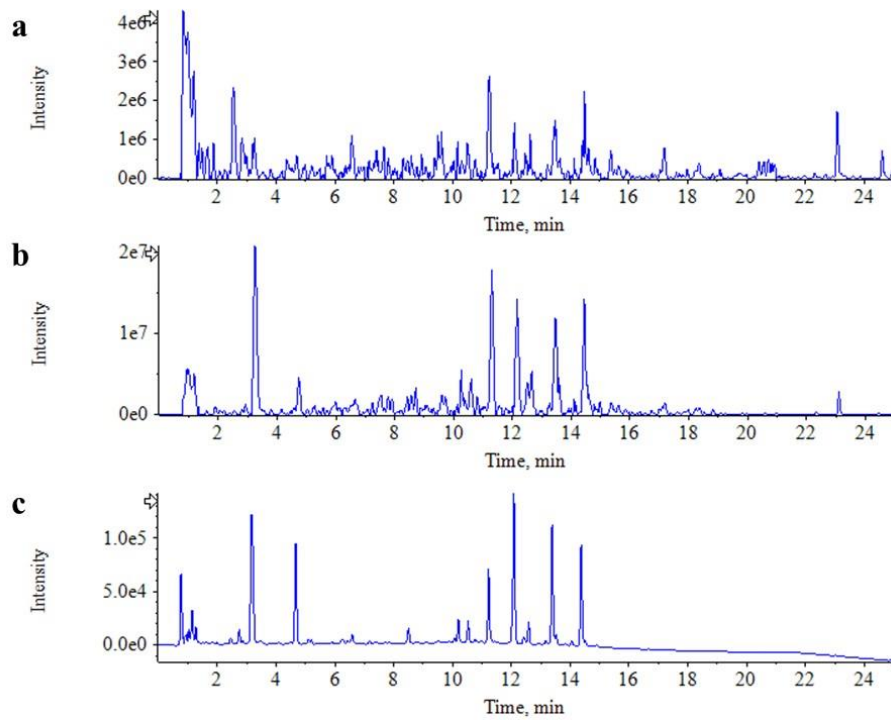 a
Intensity
4e6
3e6
2e6
1e6
0e0
2 4 6 8 10 12 14 16 18 20 22 24
Time, min
b
Intensity
2e7
1e7
0e0
2 4 6 8 10 12 14 16 18 20 22 24
Time, min
c
Intensity
1.0e5
5.0e4
0.0e0
2 4 6 8 10 12 14 16 18 20 22 24
Time, min